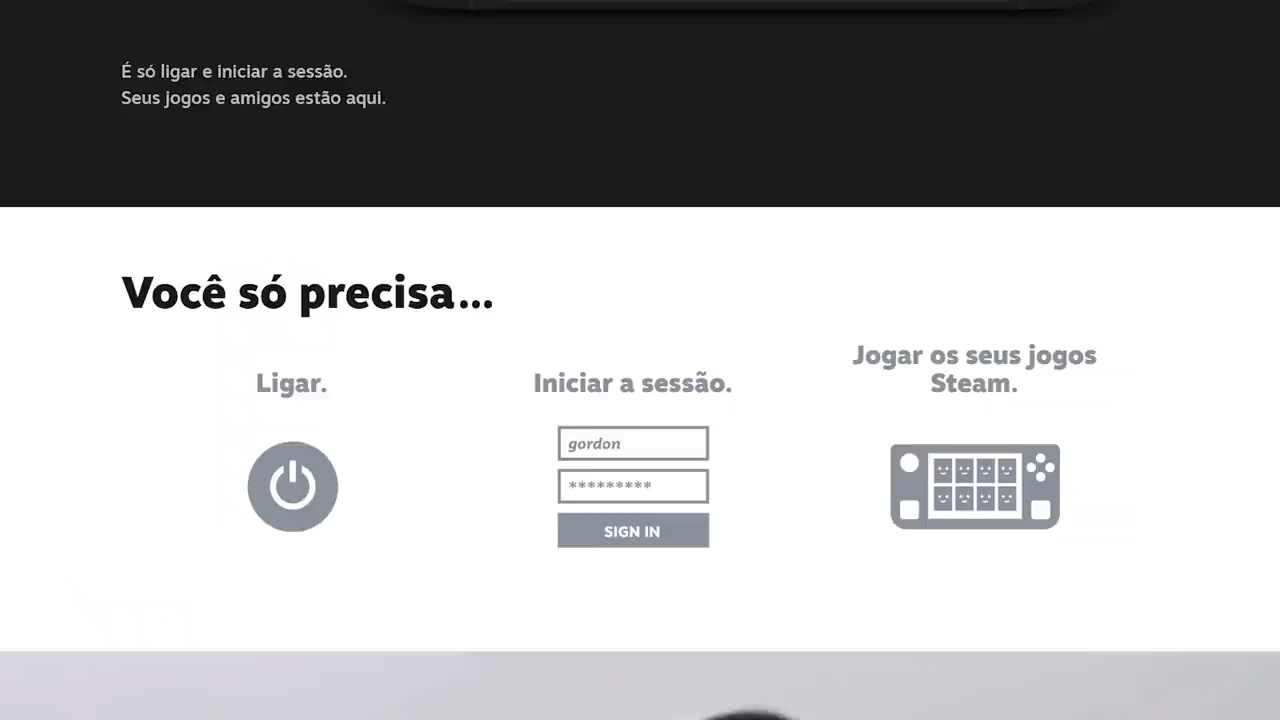 É só ligar e iniciar a sessão.
Seus jogos e amigos estão aqui.
Você só precisa...
Ligar.
Iniciar a sessão.
Jogar os seus jogos
Steam.
gordon
*********
SIGN IN